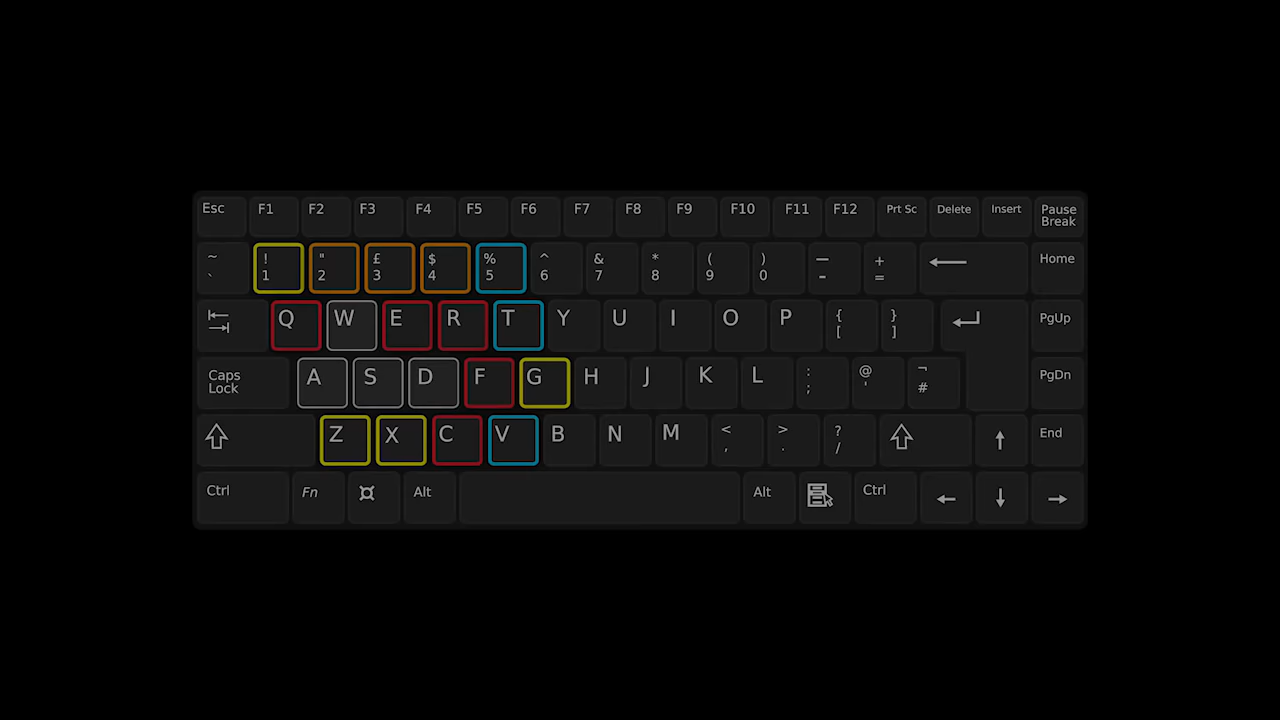 Esc F1 F2 F3 F4 F5 F6 F7 F8 F9 F10 F11 F12 Prt Sc Delete Insert Pause
Break
~ ! " £ $ % ^ & * ( ) — + Home
` 1 2 3 4 5 6 7 8 9 0 - =
Q W E R T Y U I O P { } PgUp
[ ]
Caps A S D F G H J K L : @ ¬ PgDn
Lock ; ' #
Z X C V B N M < > ? End
, . /
Ctrl Fn Alt Alt Ctrl